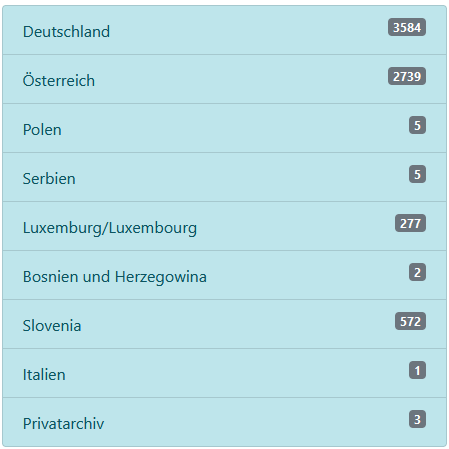 Deutschland 3584
Österreich 2739
Polen 5
Serbien 5
Luxemburg/Luxembourg 277
Bosnien und Herzegowina 2
Slovenia 572
Italien 1
Privatarchiv 3